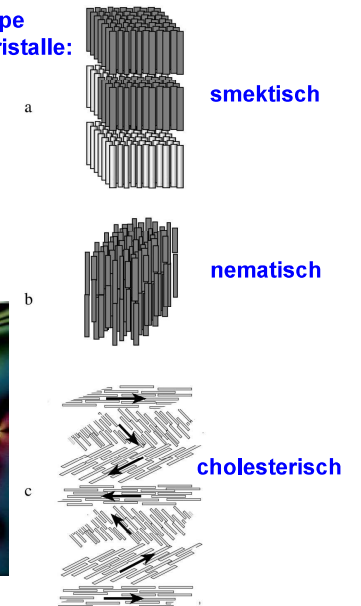 pe
ristalle:
a
smektisch
b
nematisch
c
cholesterisch